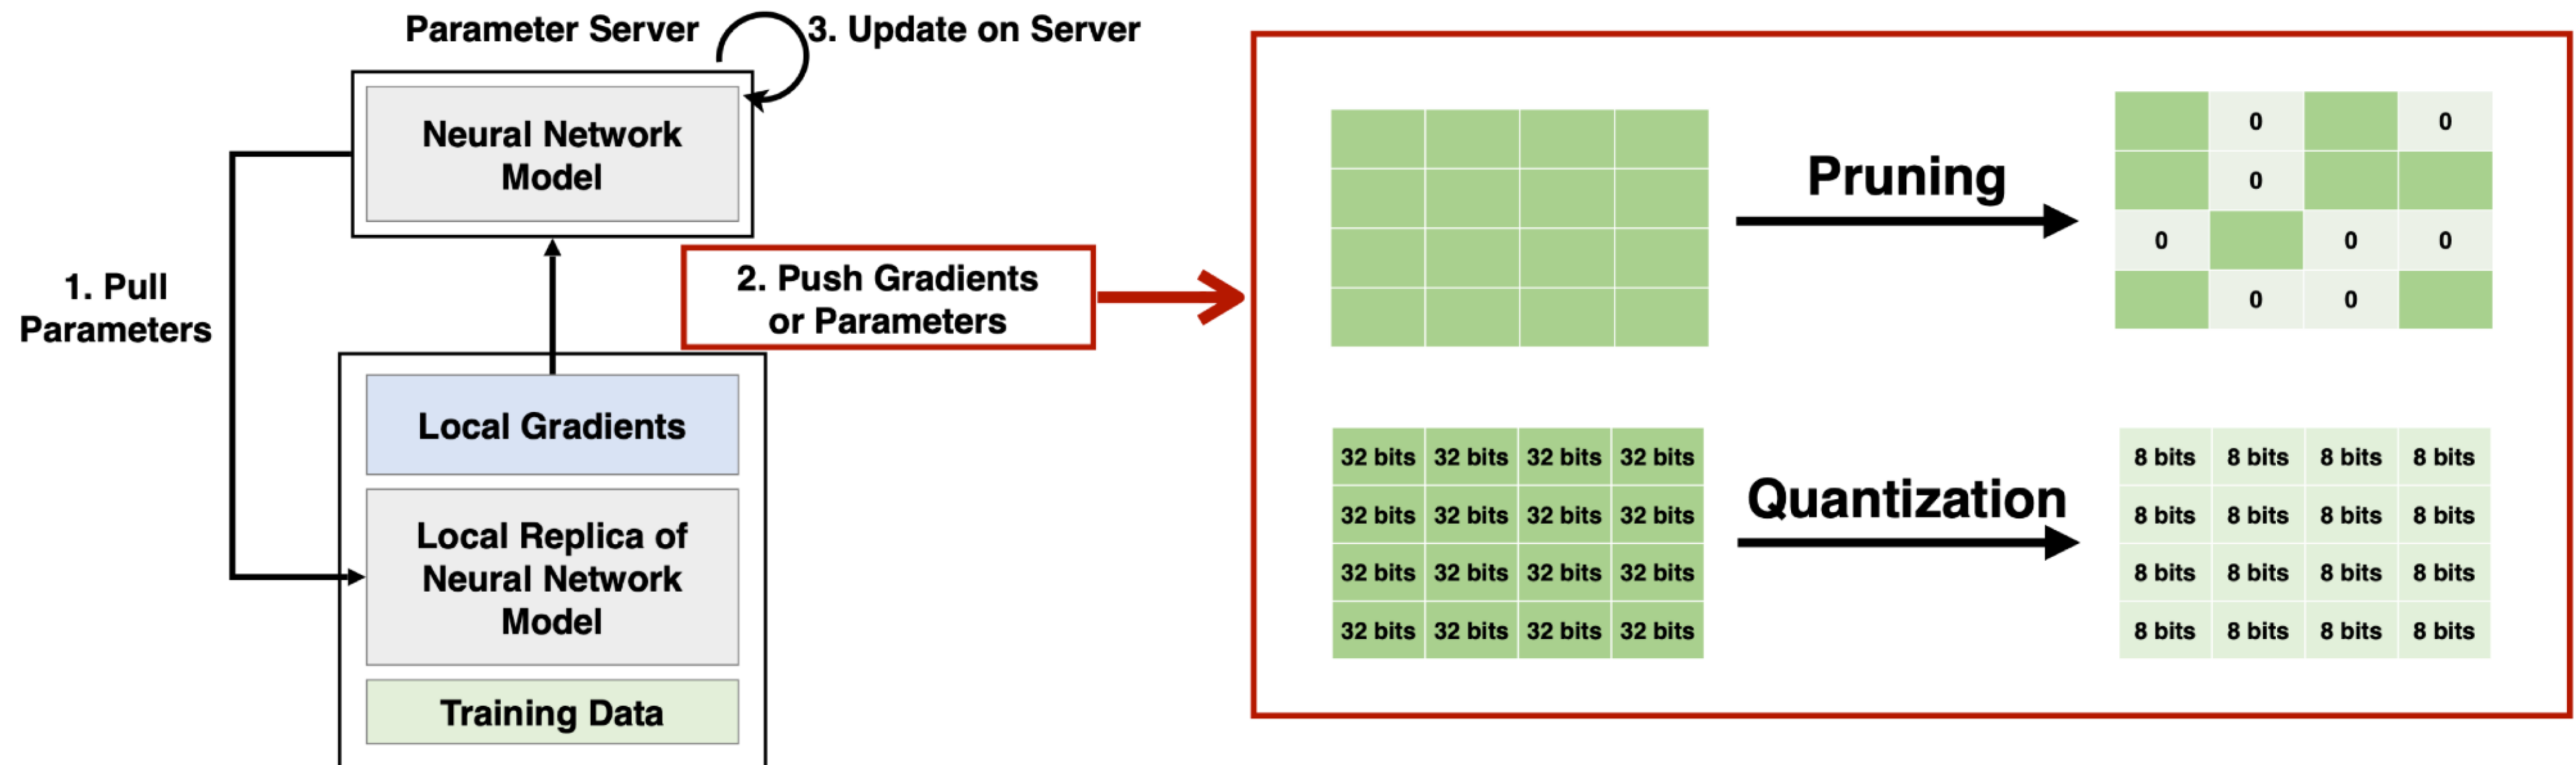 Parameter Server
3. Update on Server
Neural Network
Model
1. Pull
Parameters
2. Push Gradients
or Parameters
Local Gradients
Local Replica of
Neural Network
Model
Training Data
Pruning
0 0
0
0 0 0
0 0
32 bits 32 bits 32 bits 32 bits
32 bits 32 bits 32 bits 32 bits
32 bits 32 bits 32 bits 32 bits
32 bits 32 bits 32 bits 32 bits
Quantization
8 bits 8 bits 8 bits 8 bits
8 bits 8 bits 8 bits 8 bits
8 bits 8 bits 8 bits 8 bits
8 bits 8 bits 8 bits 8 bits